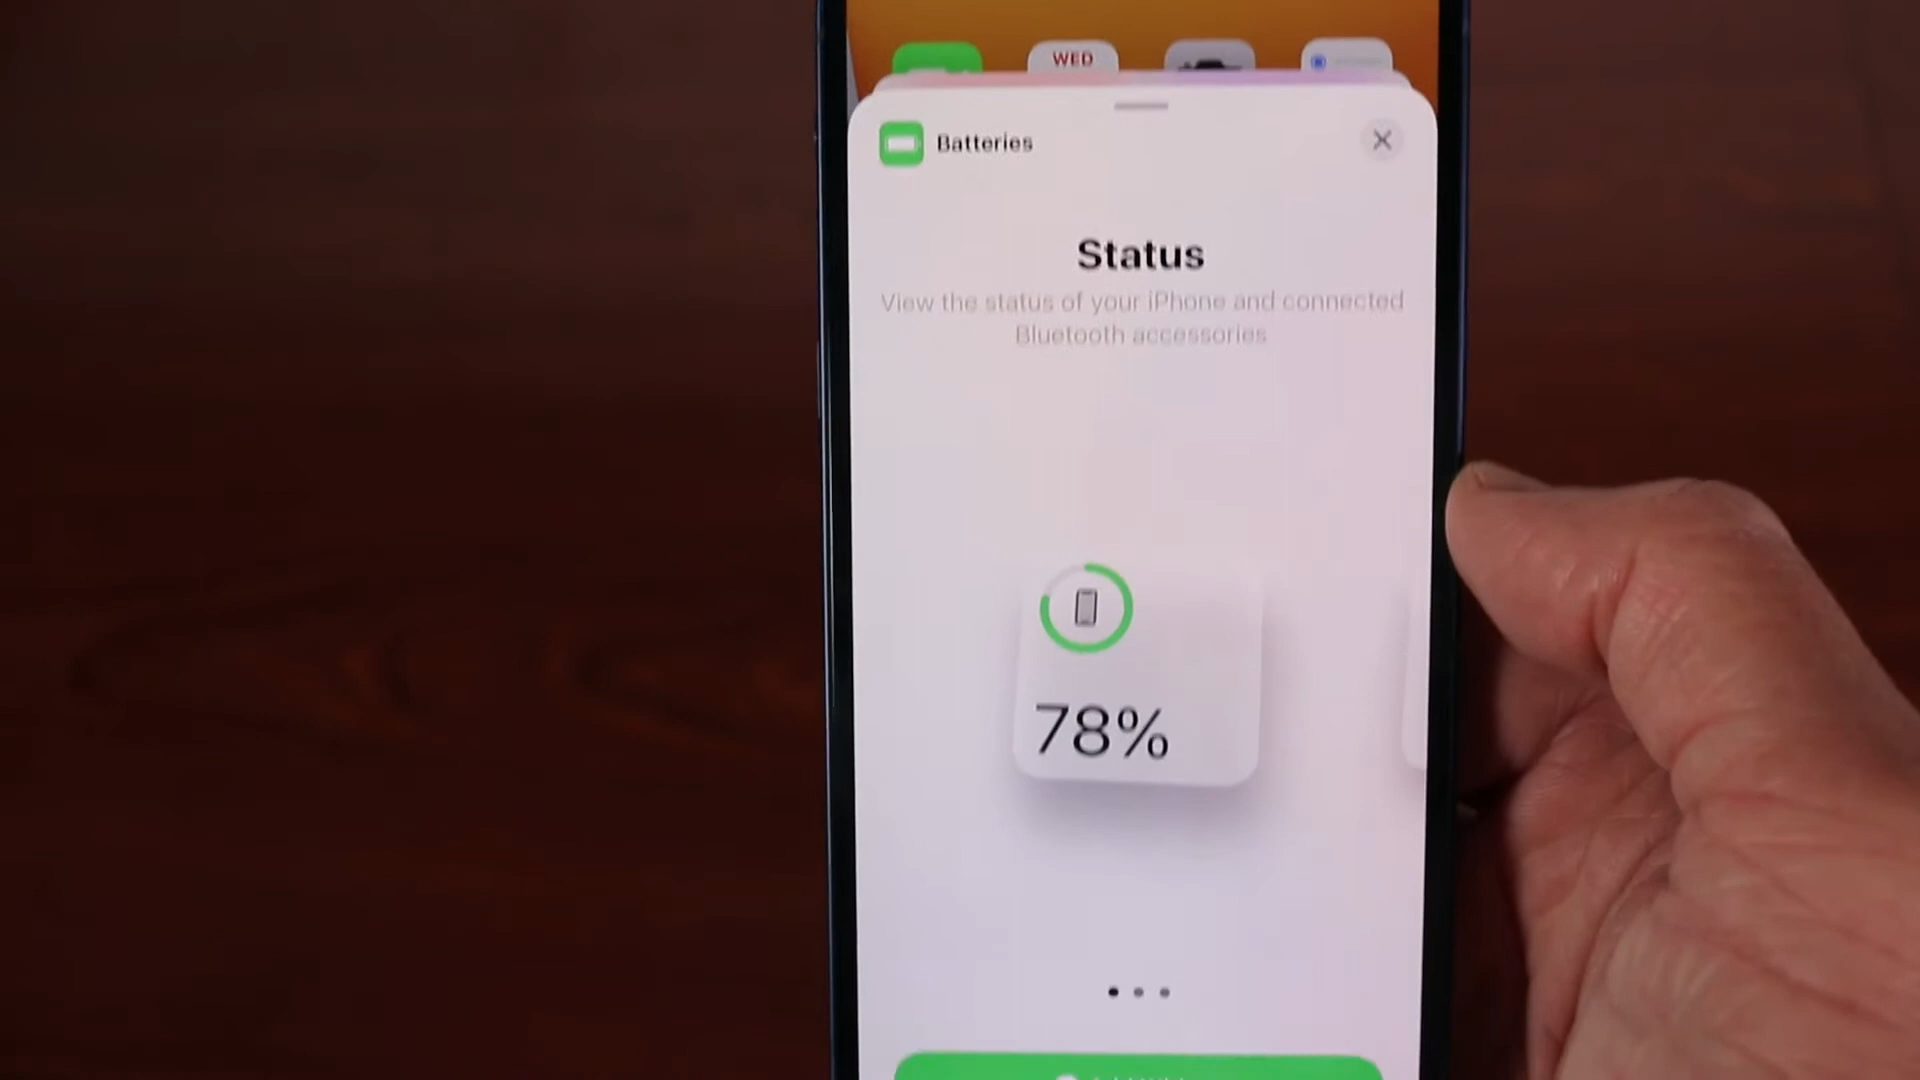 WED
Batteries
Status
View the status of your iPhone and connected
Bluetooth accessories
78%